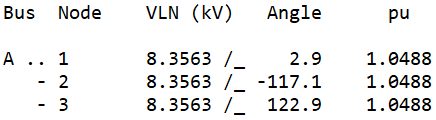 Bus  Node    VLN (kV)   Angle      pu
A .. 1      8.3563 /_    2.9    1.0488
   - 2      8.3563 /_ -117.1    1.0488
   - 3      8.3563 /_  122.9    1.0488